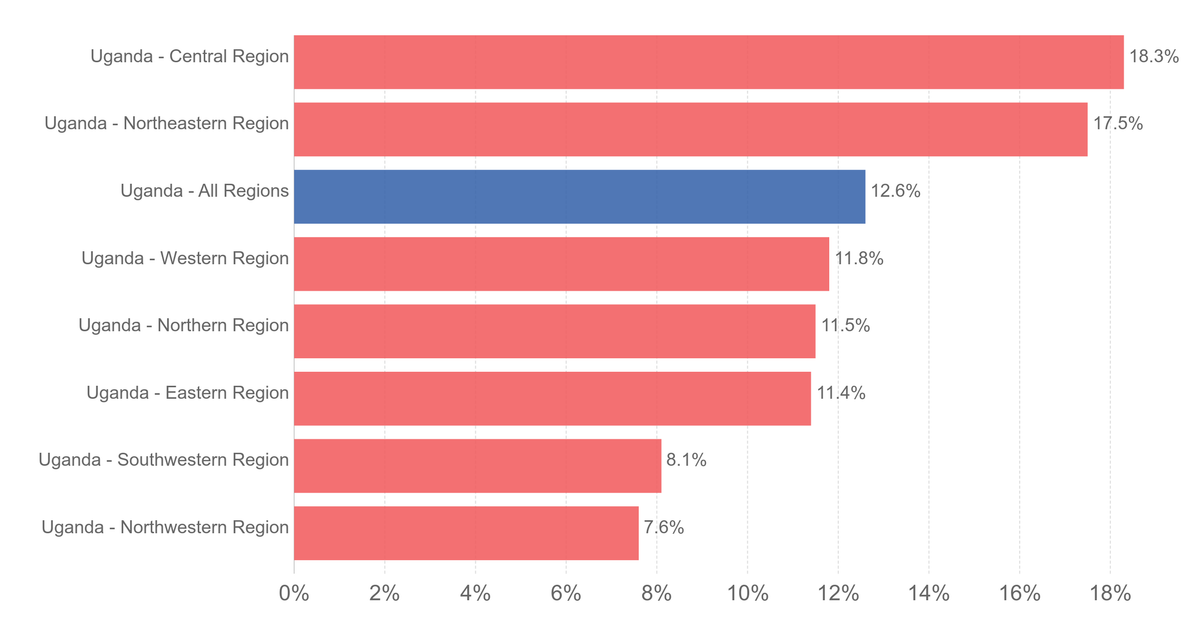 Uganda - Central Region 18.3%
Uganda - Northeastern Region 17.5%
Uganda - All Regions 12.6%
Uganda - Western Region 11.8%
Uganda - Northern Region 11.5%
Uganda - Eastern Region 11.4%
Uganda - Southwestern Region 8.1%
Uganda - Northwestern Region 7.6%
0% 2% 4% 6% 8% 10% 12% 14% 16% 18%